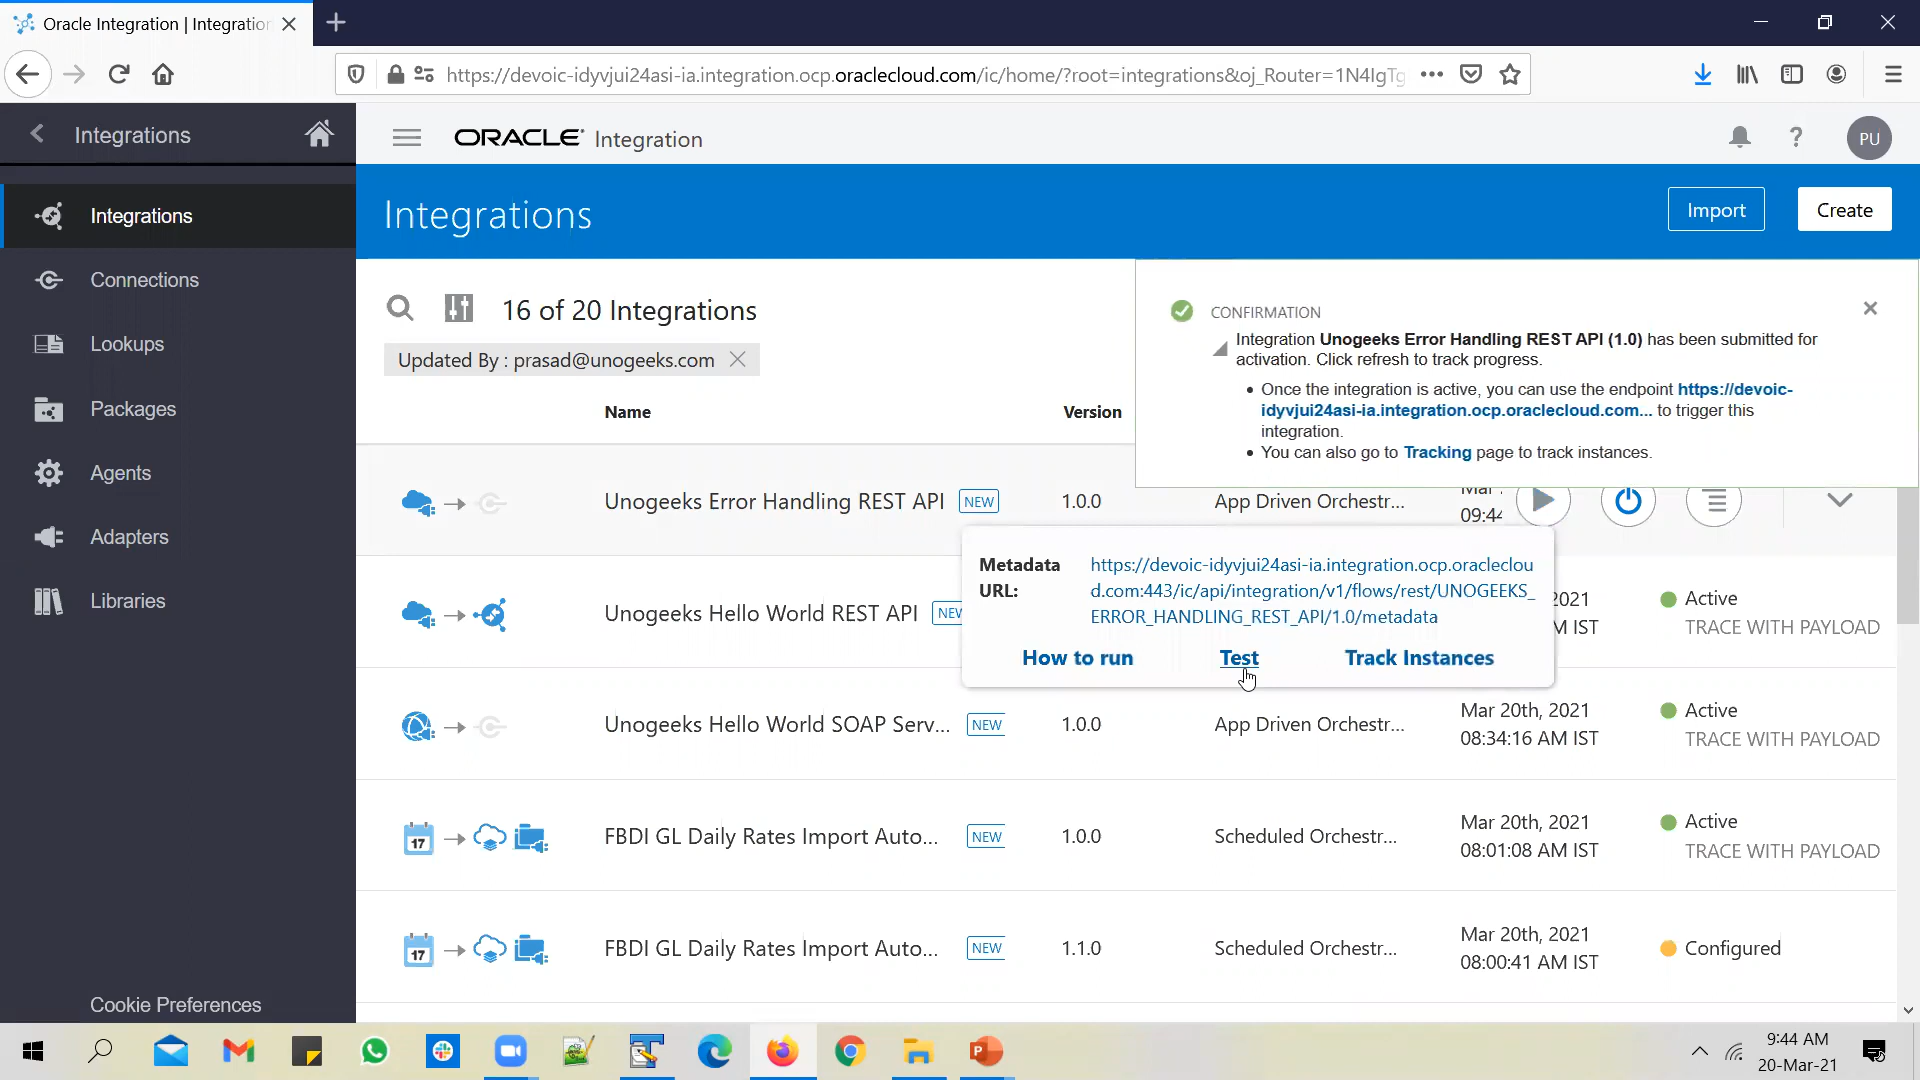 Oracle Integration | Integration
https://devoic-idyvjui24asi-ia.integration.ocp.oraclecloud.com/ic/home/?root=integrations&oj_Router=1N4IgTg
Integrations
ORACLE Integration
PU
Integrations
Connections
Lookups
Packages
Agents
Adapters
Libraries
Cookie Preferences
Integrations
Import
Create
16 of 20 Integrations
Updated By : prasad@unogeeks.com
CONFIRMATION
Integration Unogeeks Error Handling REST API (1.0) has been submitted for
activation. Click refresh to track progress.
• Once the integration is active, you can use the endpoint https://devoic-
idyvjui24asi-ia.integration.ocp.oraclecloud.com... to trigger this
integration.
• You can also go to Tracking page to track instances.
Name Version
Unogeeks Error Handling REST API NEW 1.0.0 App Driven Orchestr...
09:44
Metadata URL: https://devoic-idyvjui24asi-ia.integration.ocp.oracleclou
d.com:443/ic/api/integration/v1/flows/rest/UNOGEEKS_
ERROR_HANDLING_REST_API/1.0/metadata
How to run Test Track Instances
Unogeeks Hello World REST API NEW 2021 Active
M IST TRACE WITH PAYLOAD
Unogeeks Hello World SOAP Serv... NEW 1.0.0 App Driven Orchestr... Mar 20th, 2021 Active
08:34:16 AM IST TRACE WITH PAYLOAD
FBDI GL Daily Rates Import Auto... NEW 1.0.0 Scheduled Orchestr... Mar 20th, 2021 Active
08:01:08 AM IST TRACE WITH PAYLOAD
FBDI GL Daily Rates Import Auto... NEW 1.1.0 Scheduled Orchestr... Mar 20th, 2021 Configured
08:00:41 AM IST
9:44 AM
20-Mar-21